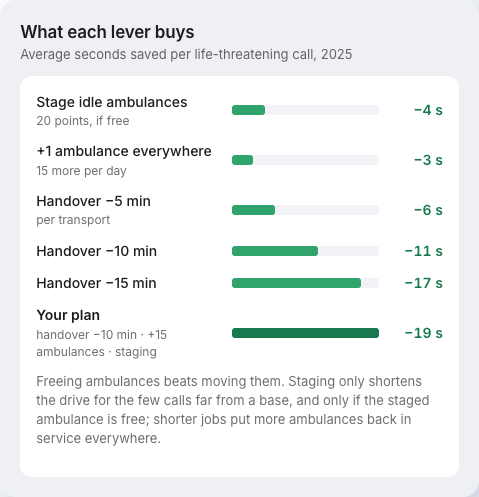 What each lever buys
Average seconds saved per life-threatening call, 2025
Stage idle ambulances
20 points, if free
−4 s
+1 ambulance everywhere
15 more per day
−3 s
Handover −5 min
per transport
−6 s
Handover −10 min
−11 s
Handover −15 min
−17 s
Your plan
handover −10 min · +15
ambulances · staging
−19 s
Freeing ambulances beats moving them. Staging only shortens
the drive for the few calls far from a base, and only if the staged
ambulance is free; shorter jobs put more ambulances back in
service everywhere.